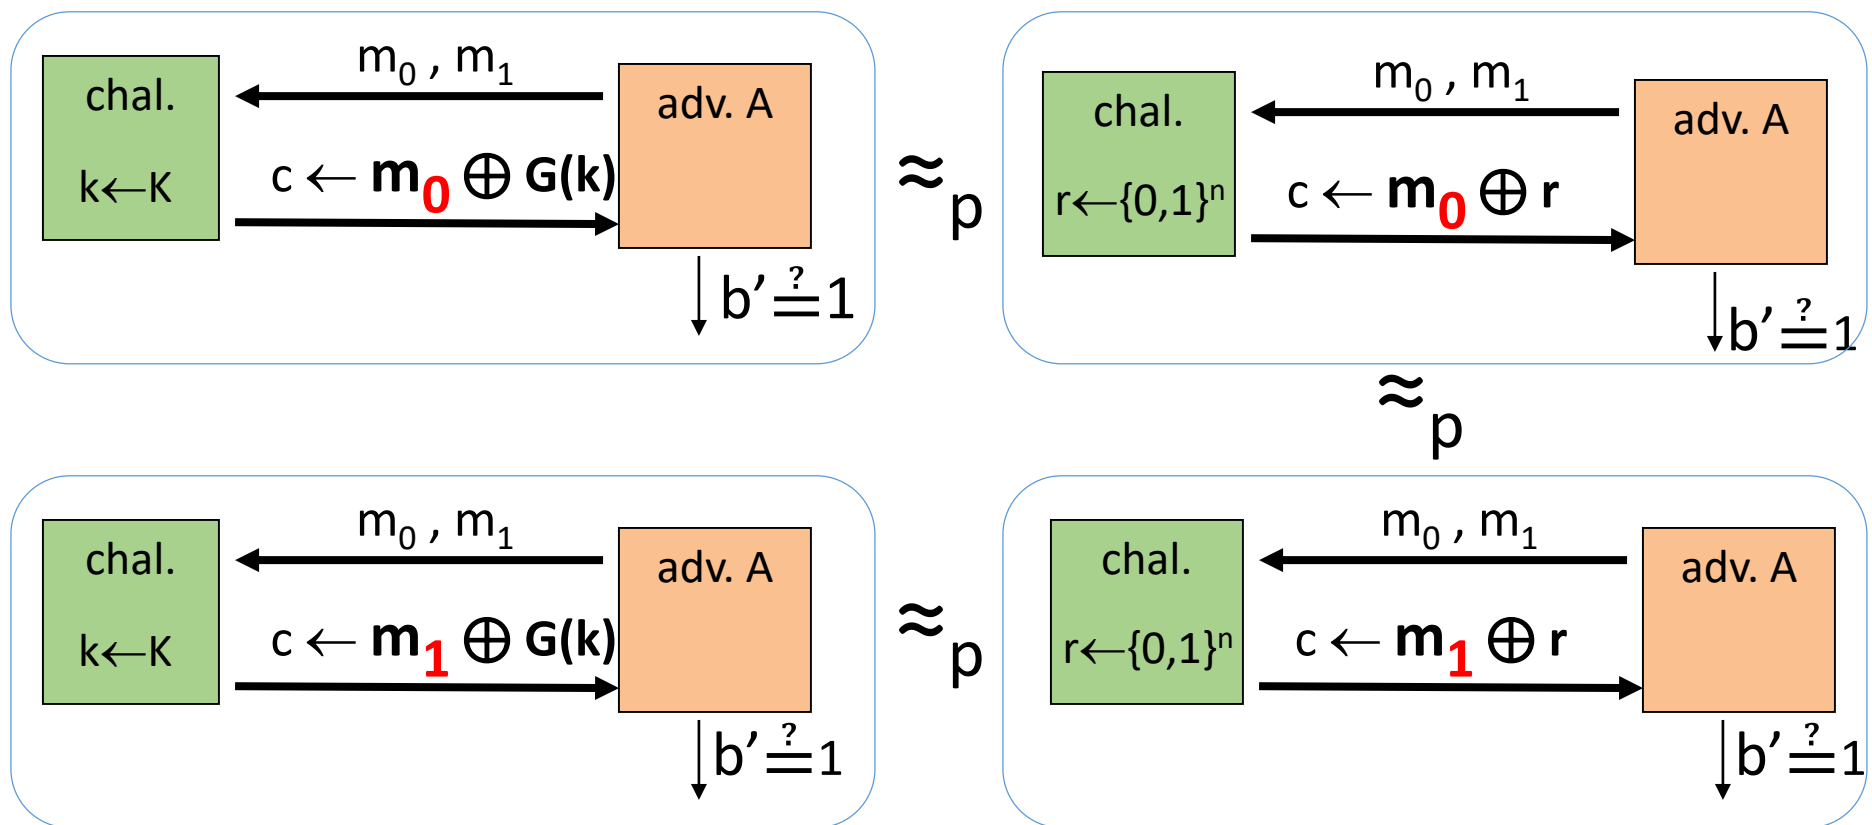 m₀ , m₁
chal.
adv. A
k←K
c ← m₀ ⊕ G(k)
b’ ≟ 1
≈ₚ
m₀ , m₁
chal.
adv. A
r←{0,1}ⁿ
c ← m₀ ⊕ r
b’ ≟ 1
≈ₚ
m₀ , m₁
chal.
adv. A
k←K
c ← m₁ ⊕ G(k)
b’ ≟ 1
≈ₚ
m₀ , m₁
chal.
adv. A
r←{0,1}ⁿ
c ← m₁ ⊕ r
b’ ≟ 1